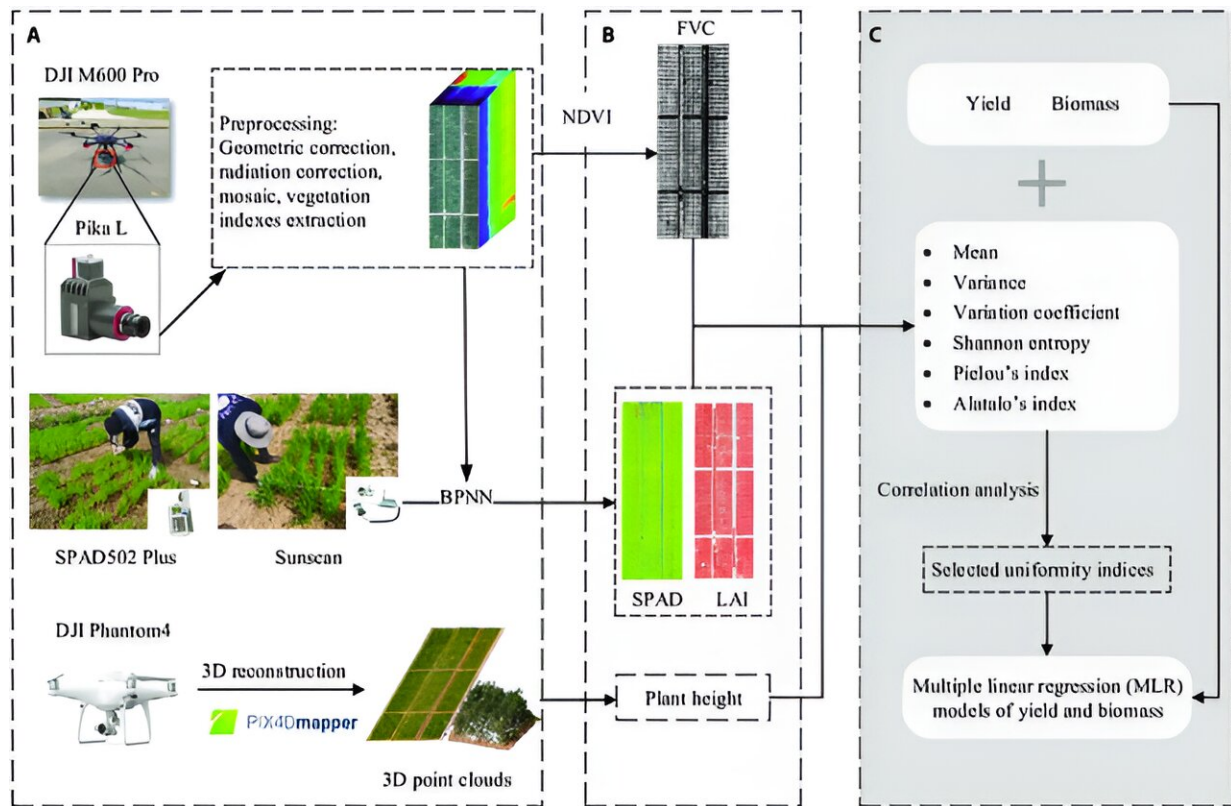 A
DJI M600 Pro
Pika L
Preprocessing:
Geometric correction,
radiation correction,
mosaic, vegetation
indexes extraction
NDVI
SPAD502 Plus
Sunscan
BPNN
DJI Phantom4
3D reconstruction
PIX4Dmapper
3D point clouds
B
FVC
SPAD
LAI
Plant height
C
Yield
Biomass
+
• Mean
• Variance
• Variation coefficient
• Shannon entropy
• Pielou's index
• Alatalo's index
Correlation analysis
Selected uniformity indices
Multiple linear regression (MLR)
models of yield and biomass